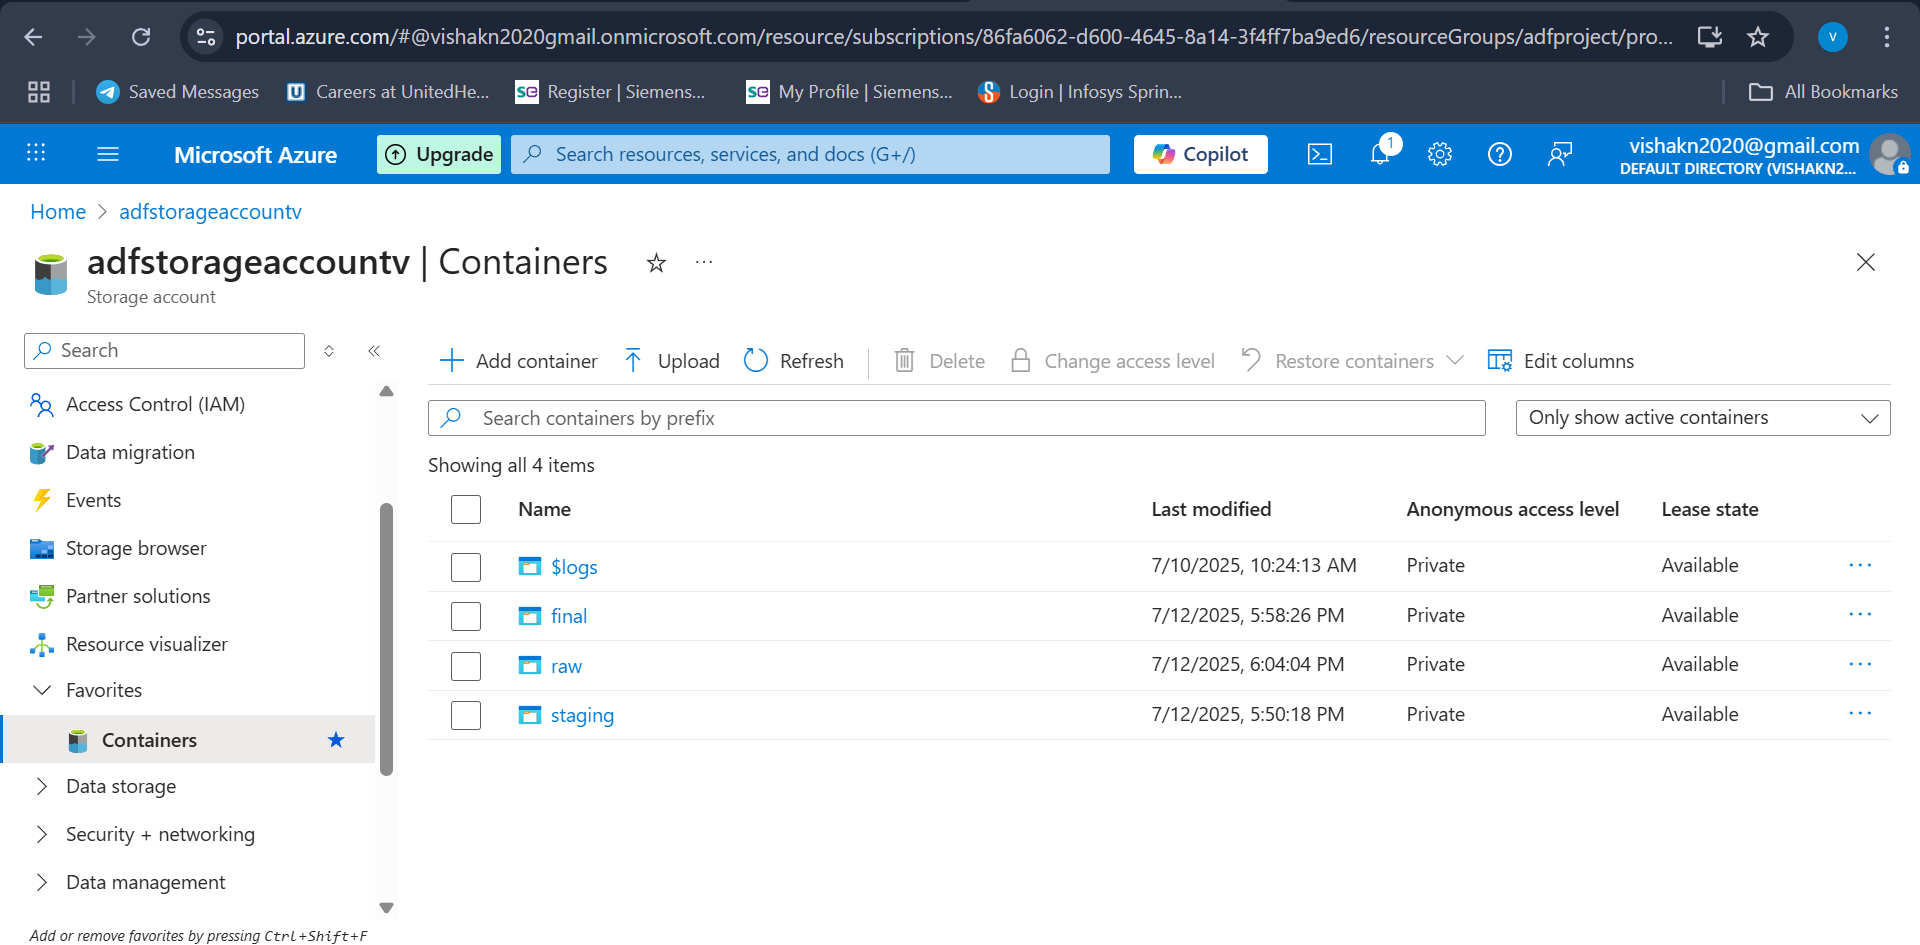 portal.azure.com/#@vishakn2020gmail.onmicrosoft.com/resource/subscriptions/86fa6062-d600-4645-8a14-3f4ff7ba9ed6/resourceGroups/adfproject/pro...
V
Saved Messages
Careers at UnitedHe...
Register | Siemens...
My Profile | Siemens...
Login | Infosys Sprin...
All Bookmarks
Microsoft Azure
Upgrade
Search resources, services, and docs (G+/)
Copilot
1
vishakn2020@gmail.com
DEFAULT DIRECTORY (VISHAKN2...
Home > adfstorageaccountv
adfstorageaccountv | Containers
Storage account
Search
Access Control (IAM)
Data migration
Events
Storage browser
Partner solutions
Resource visualizer
Favorites
Containers
Data storage
Security + networking
Data management
Add or remove favorites by pressing Ctrl+Shift+F
Add container
Upload
Refresh
Delete
Change access level
Restore containers
Edit columns
Search containers by prefix
Only show active containers
Showing all 4 items
Name Last modified Anonymous access level Lease state
$logs 7/10/2025, 10:24:13 AM Private Available
final 7/12/2025, 5:58:26 PM Private Available
raw 7/12/2025, 6:04:04 PM Private Available
staging 7/12/2025, 5:50:18 PM Private Available